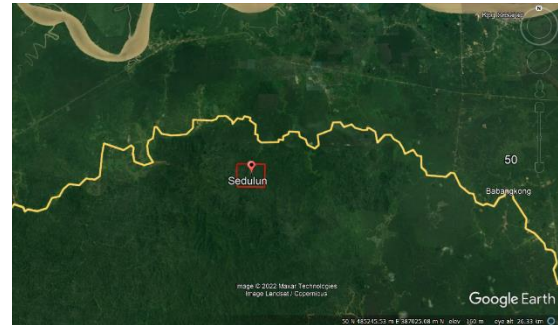 50
Sedulun
Babangkong
Image © 2022 Maxar Technologies
Image Landsat / Copernicus
Google Earth